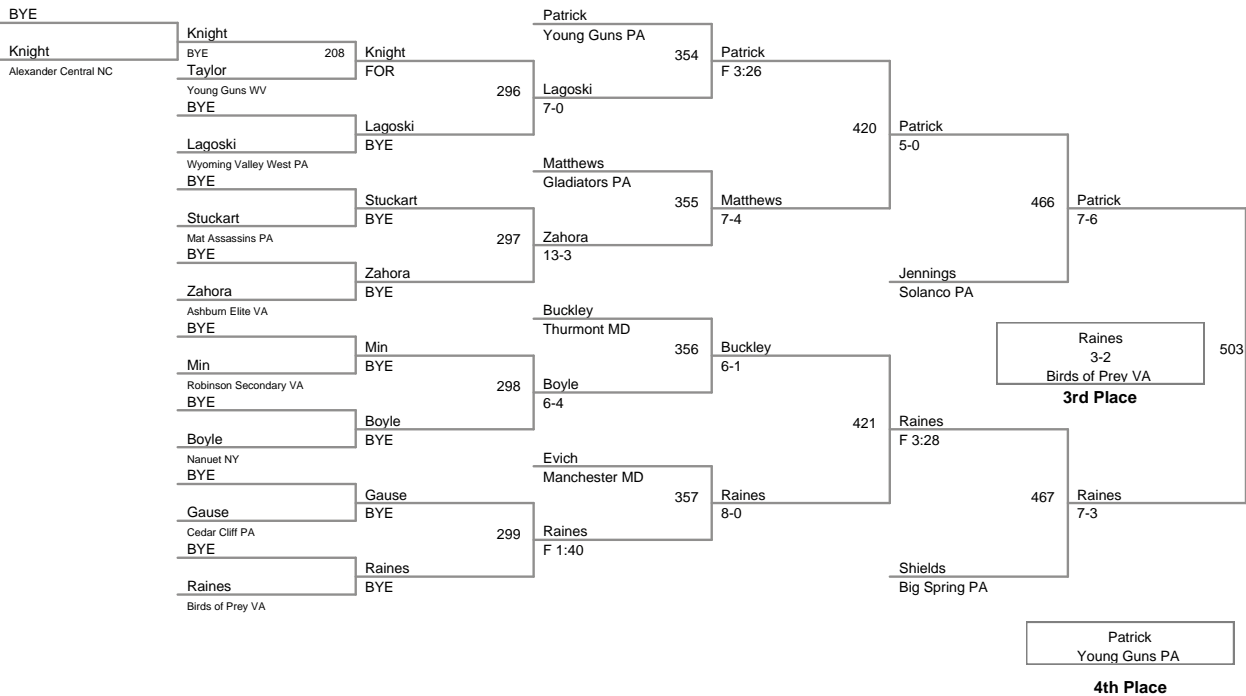 BYE
Knight
Alexander Central NC
Knight
BYE
208
Taylor
Young Guns WV
BYE
Lagoski
Wyoming Valley West PA
BYE
Stuckart
Mat Assassins PA
BYE
Zahora
Ashburn Elite VA
BYE
Min
Robinson Secondary VA
BYE
Boyle
Nanuet NY
BYE
Gause
Cedar Cliff PA
BYE
Raines
Birds of Prey VA
Knight
FOR
296
Lagoski
BYE
Stuckart
BYE
297
Zahora
BYE
Min
BYE
298
Boyle
BYE
Gause
BYE
299
Raines
BYE
Patrick
Young Guns PA
354
Lagoski
7-0
Matthews
Gladiators PA
355
Zahora
13-3
Buckley
Thurmont MD
356
Boyle
6-4
Evich
Manchester MD
357
Raines
F 1:40
Patrick
F 3:26
420
Matthews
7-4
Buckley
6-1
421
Raines
8-0
Patrick
5-0
466
Jennings
Solanco PA
Raines
F 3:28
467
Shields
Big Spring PA
Patrick
7-6
503
Raines
7-3
Raines
3-2
Birds of Prey VA
3rd Place
Patrick
Young Guns PA
4th Place